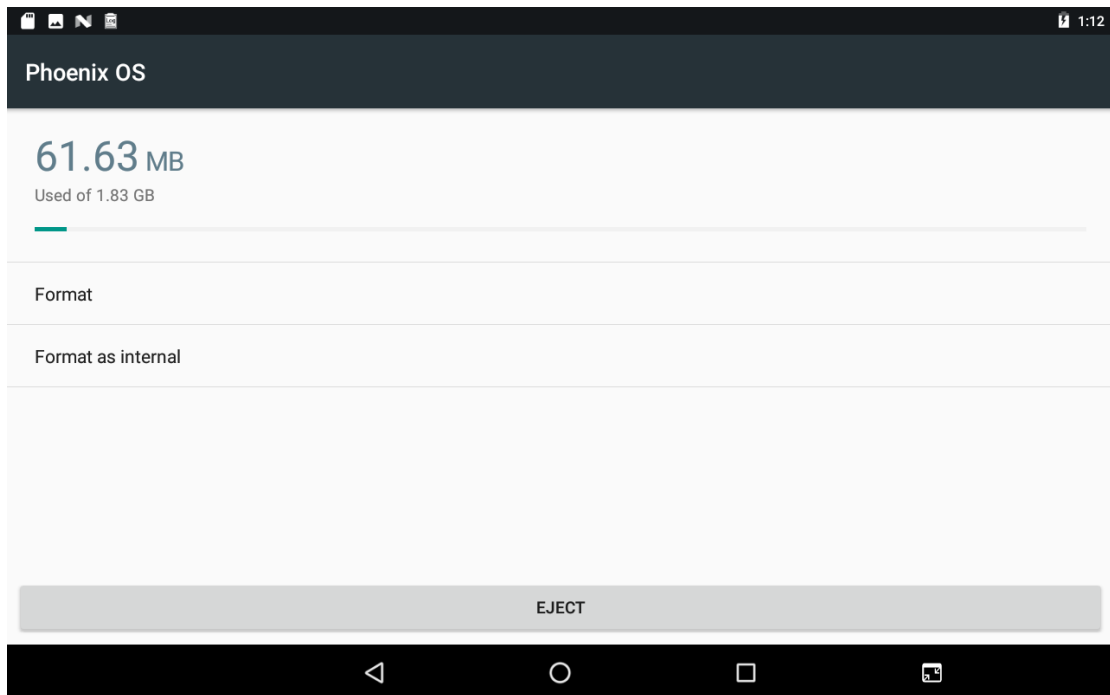 1:12
Phoenix OS
61.63 MB
Used of 1.83 GB
Format
Format as internal
EJECT